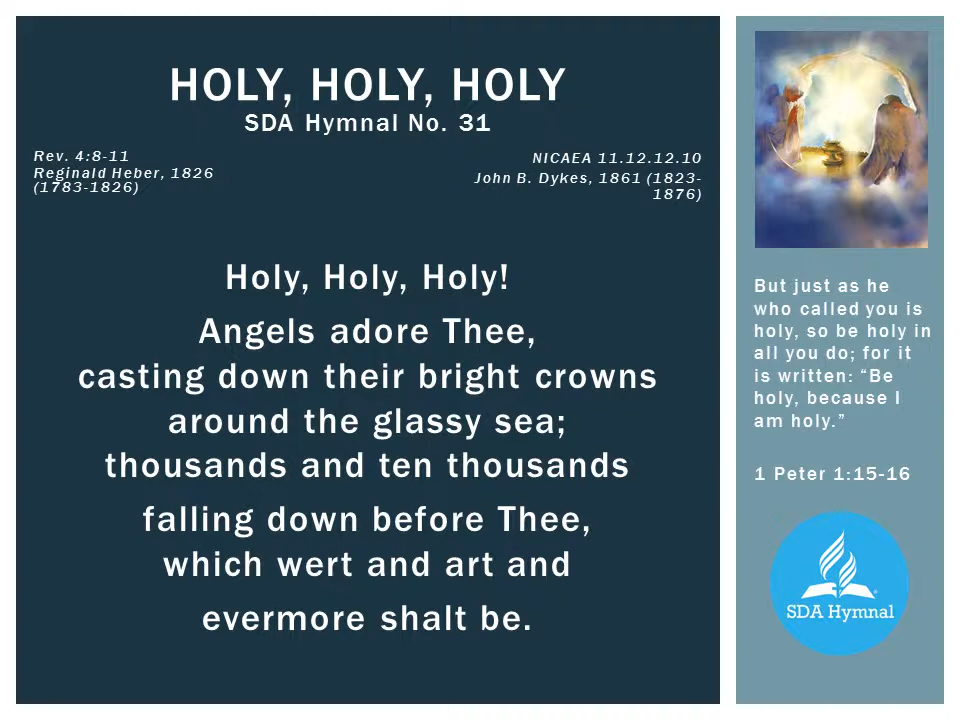 HOLY, HOLY, HOLY
SDA Hymnal No. 31
Rev. 4:8-11
Reginald Heber, 1826
(1783-1826)
NICAEA 11.12.12.10
John B. Dykes, 1861 (1823-
1876)
Holy, Holy, Holy!
Angels adore Thee,
casting down their bright crowns
around the glassy sea;
thousands and ten thousands
falling down before Thee,
which wert and art and
evermore shalt be.
But just as he
who called you is
holy, so be holy in
all you do; for it
is written: “Be
holy, because I
am holy.”
1 Peter 1:15-16
SDA Hymnal